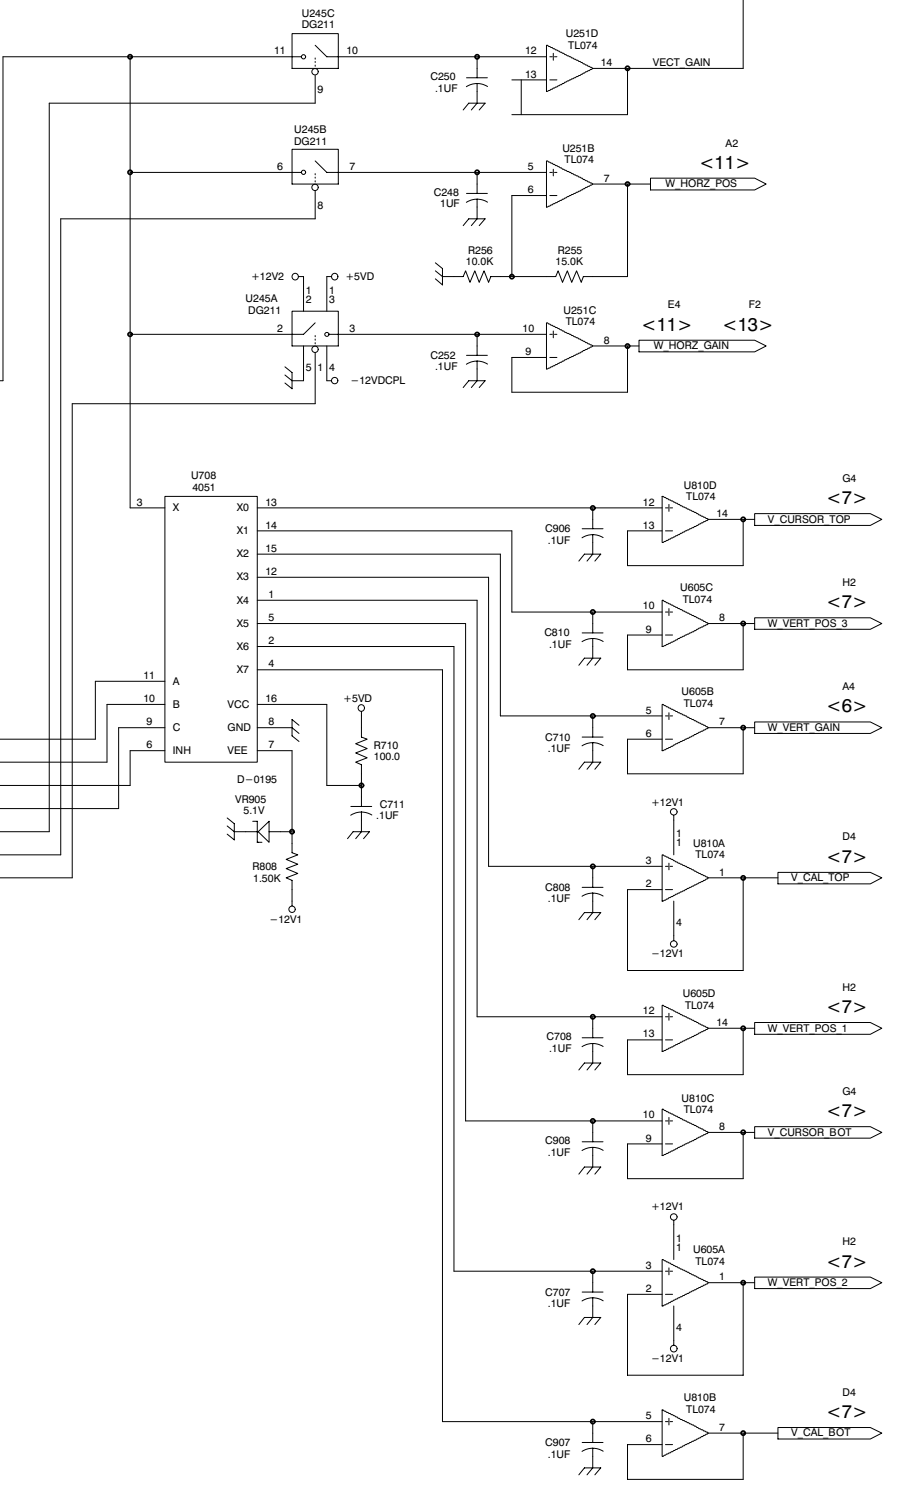 U245C
DG211
11
10
9
C250
.1UF
U251D
TL074
12
13
14
VECT_GAIN
U245B
DG211
6
7
8
C248
1UF
U251B
TL074
5
6
7
A2
<11>
W_HORZ_POS
R256
10.0K
R255
15.0K
+12V2
+5VD
1
2
1
3
U245A
DG211
2
3
5
1
1
4
−12VDCPL
C252
.1UF
U251C
TL074
10
9
8
E4
<11>
F2
<13>
W_HORZ_GAIN
U708
4051
3
X
X0
13
X1
14
X2
15
X3
12
X4
1
X5
5
X6
2
X7
4
11
A
10
B
9
C
6
INH
VCC
16
GND
8
VEE
7
D−0195
+5VD
R710
100.0
C711
.1UF
VR905
5.1V
R808
1.50K
−12V1
C906
.1UF
U810D
TL074
12
13
14
G4
<7>
V_CURSOR_TOP
C810
.1UF
U605C
TL074
10
9
8
H2
<7>
W_VERT_POS_3
C710
.1UF
U605B
TL074
5
6
7
A4
<6>
W_VERT_GAIN
+12V1
1
1
C808
.1UF
U810A
TL074
3
2
1
4
−12V1
D4
<7>
V_CAL_TOP
C708
.1UF
U605D
TL074
12
13
14
H2
<7>
W_VERT_POS_1
C908
.1UF
U810C
TL074
10
9
8
G4
<7>
V_CURSOR_BOT
+12V1
1
1
C707
.1UF
U605A
TL074
3
2
1
4
−12V1
H2
<7>
W_VERT_POS_2
C907
.1UF
U810B
TL074
5
6
7
D4
<7>
V_CAL_BOT